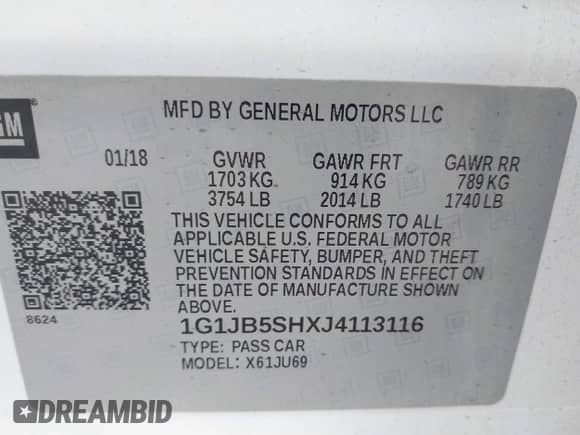 GM
MFD BY GENERAL MOTORS LLC
01/18 GVWR GAWR FRT GAWR RR
1703 KG 914 KG 789 KG
3754 LB 2014 LB 1740 LB
THIS VEHICLE CONFORMS TO ALL
APPLICABLE U.S. FEDERAL MOTOR
VEHICLE SAFETY, BUMPER, AND THEFT
PREVENTION STANDARDS IN EFFECT ON
THE DATE OF MANUFACTURE SHOWN
ABOVE.
8624
1G1JB5SHXJ4113116
TYPE: PASS CAR
MODEL: X61JU69
DREAMBID